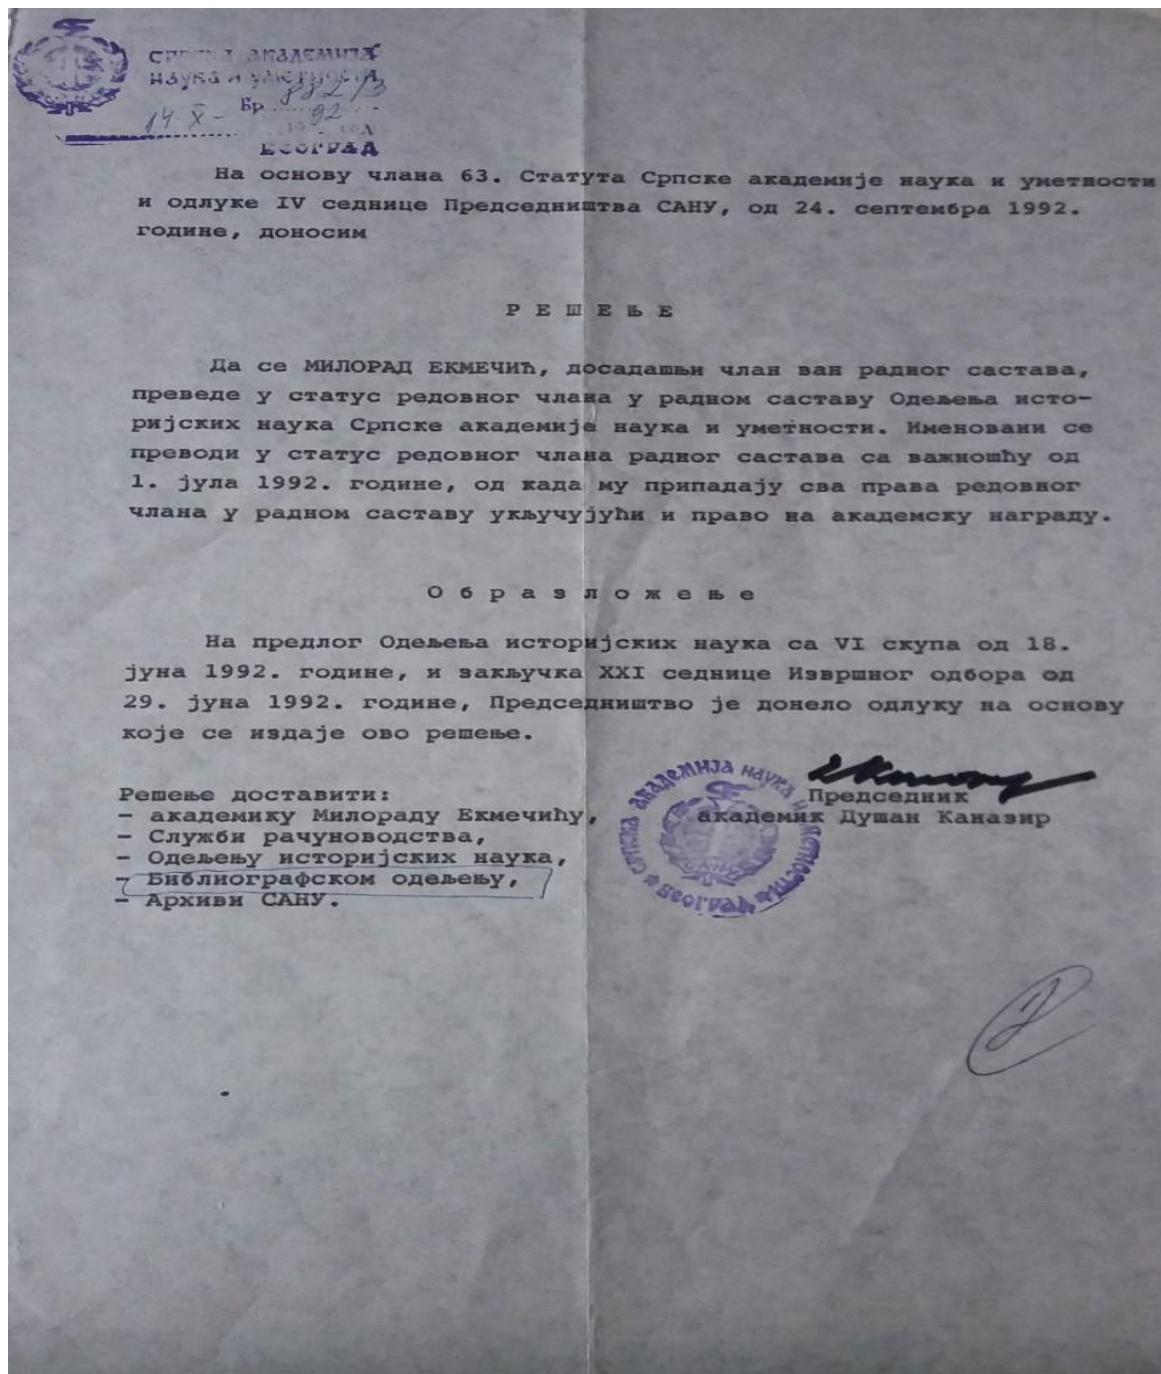 СРПСКА АКАДЕМИЈА
НАУКА И УМЕТНОСТИ
Бр. 882/3
14-X- 92
БЕОГРАД
На основу члана 63. Статута Српске академије наука и уметности
и одлуке IV седнице Председништва САНУ, од 24. септембра 1992.
године, доносим
Р Е Ш Е Њ Е
Да се МИЛОРАД ЕКМЕЧИЋ, досадашњи члан ван радног састава,
преведе у статус редовног члана у радном саставу Одељења исто-
ријских наука Српске академије наука и уметности. Именовани се
преводи у статус редовног члана радног састава са важношћу од
1. јула 1992. године, од када му припадају сва права редовног
члана у радном саставу укључујући и право на академску награду.
О б р а з л о ж е њ е
На предлог Одељења историјских наука са VI скупа од 18.
јуна 1992. године, и закључка XXI седнице Извршног одбора од
29. јуна 1992. године, Председништво је донело одлуку на основу
које се издаје ово решење.
Решење доставити:
- академику Милораду Екмечићу,
- Служби рачуноводства,
- Одељењу историјских наука,
- Библиографском одељењу,
- Архиви САНУ.
Председник
академик Душан Каназир
СРПСКА АКАДЕМИЈА НАУКА И УМЕТНОСТИ
БЕОГРАД